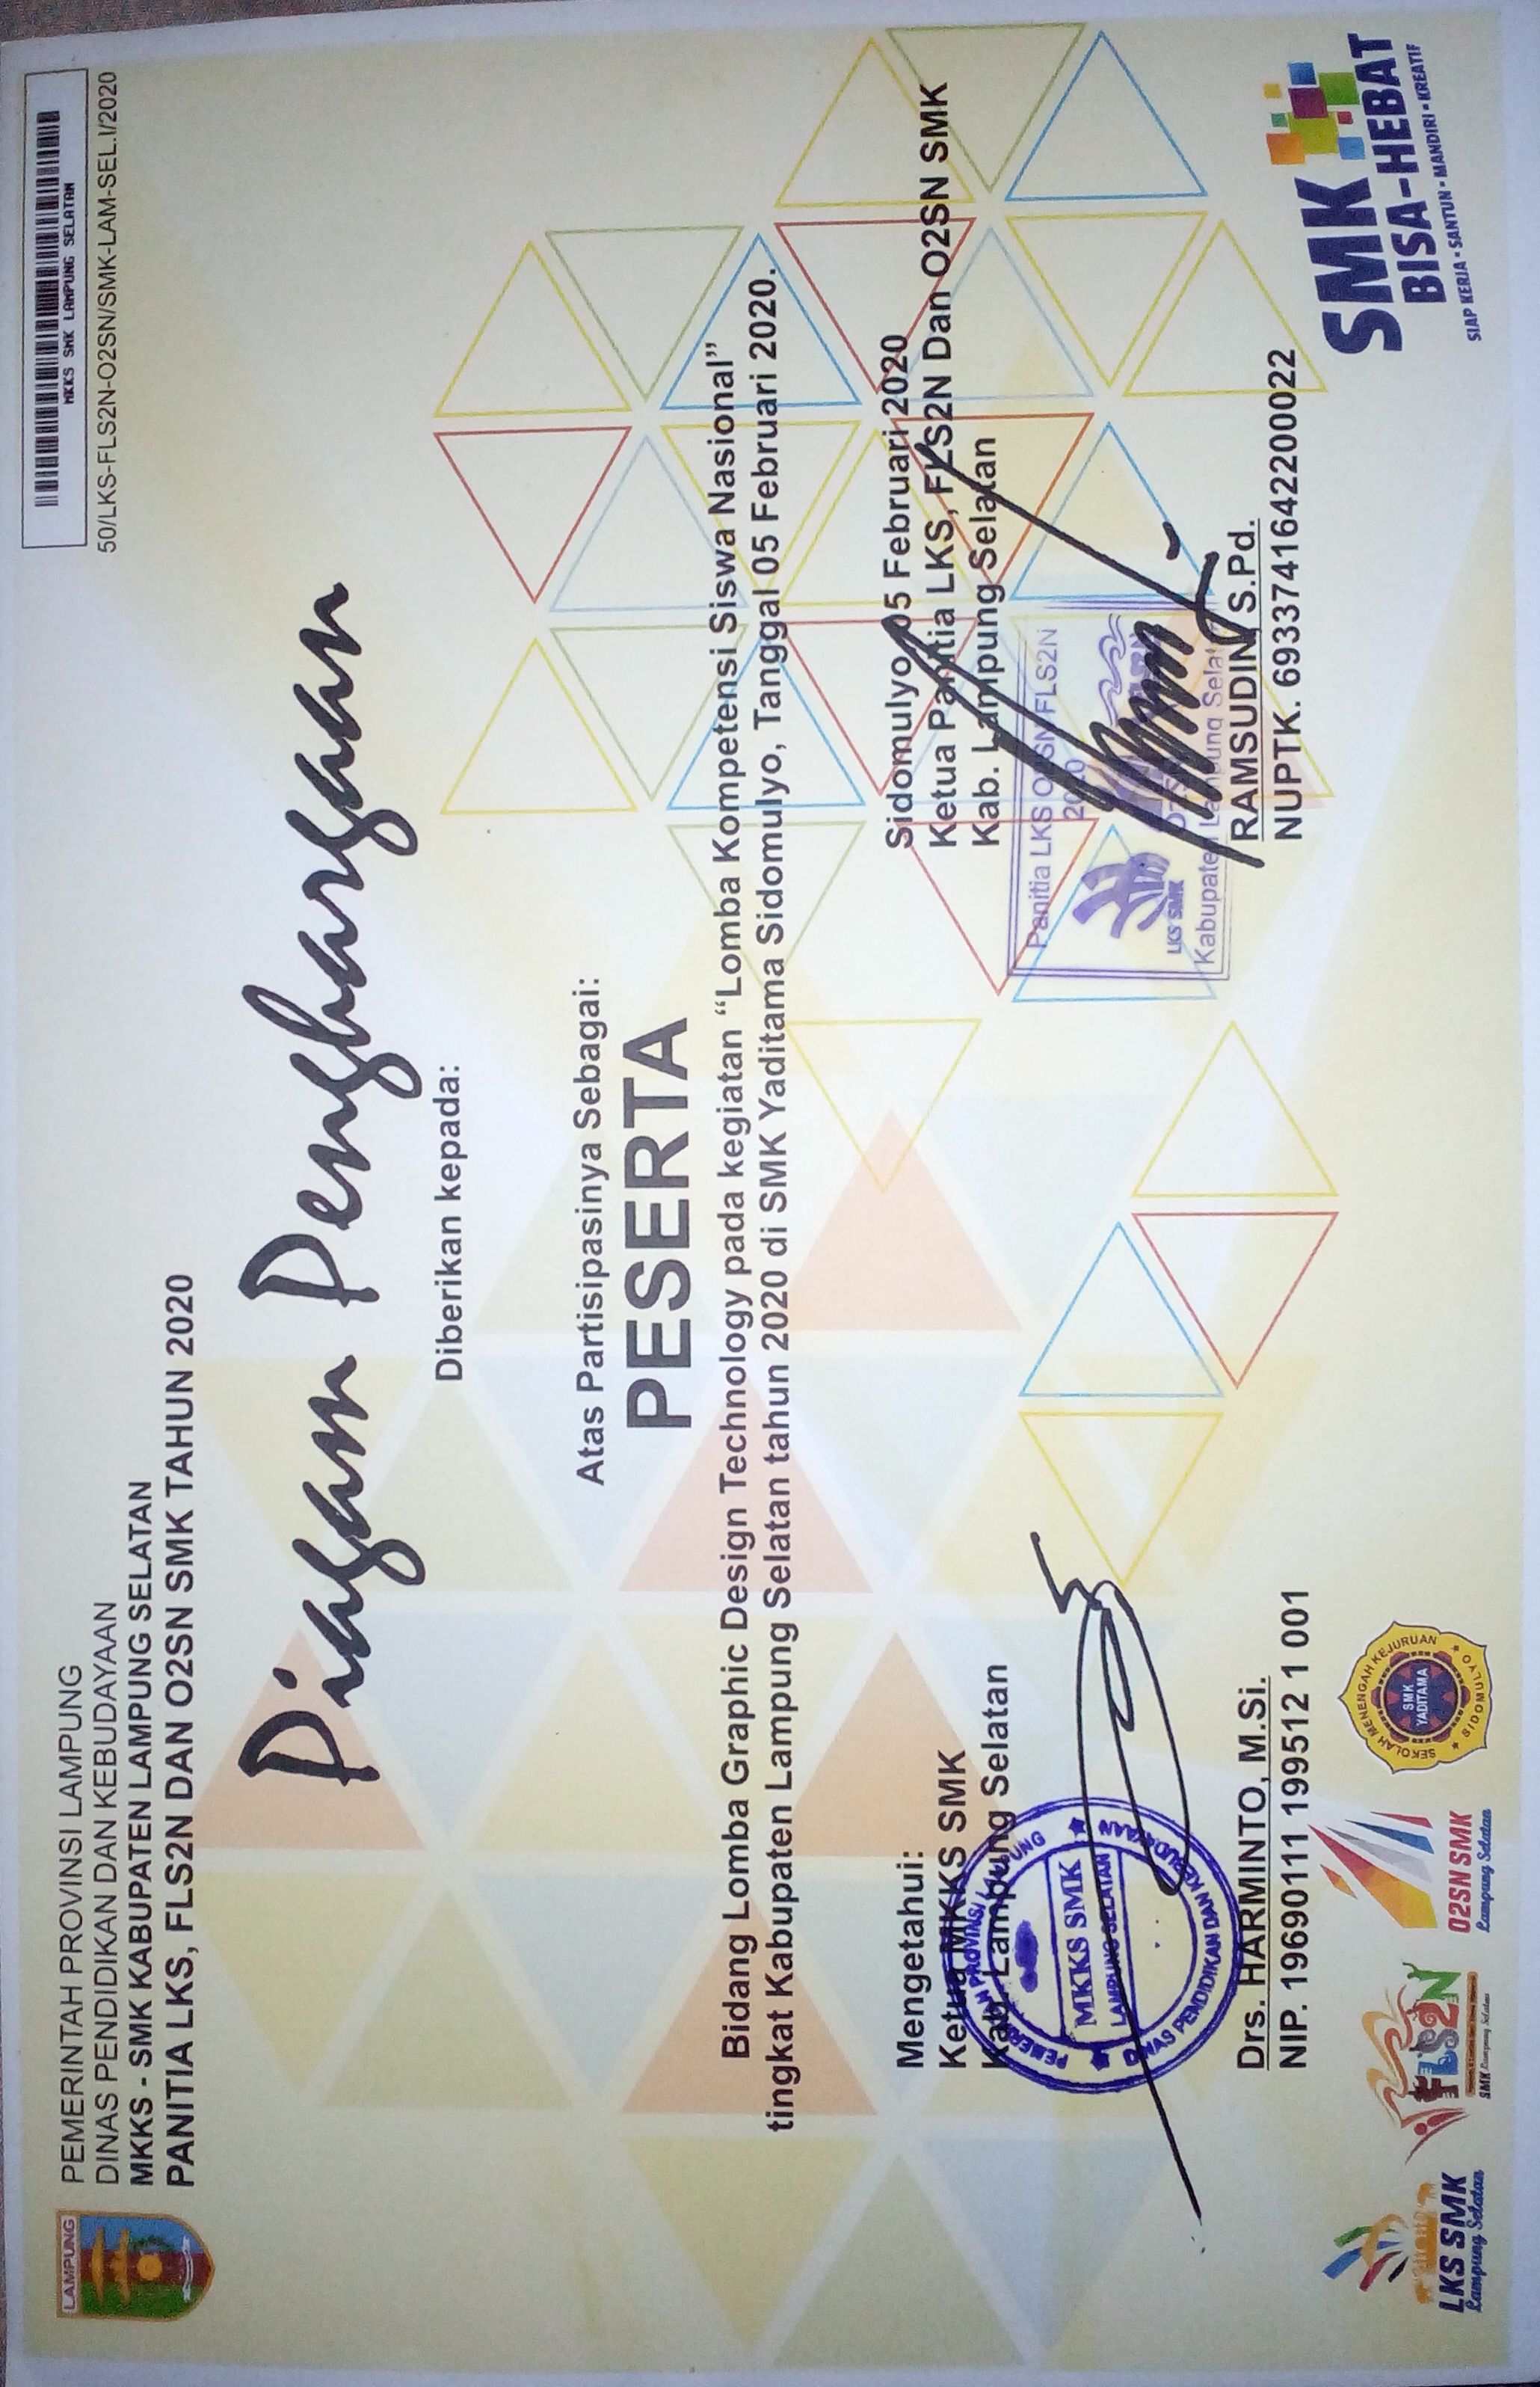 LAMPUNG
PEMERINTAH PROVINSI LAMPUNG
DINAS PENDIDIKAN DAN KEBUDAYAAN
MKKS - SMK KABUPATEN LAMPUNG SELATAN
PANITIA LKS, FLS2N DAN O2SN SMK TAHUN 2020
MKKS SMK LAMPUNG SELATAN
50/LKS-FLS2N-O2SN/SMK-LAM-SEL.I/2020
Piagam Penghargaan
Diberikan kepada:
Atas Partisipasinya Sebagai:
PESERTA
Bidang Lomba Graphic Design Technology pada kegiatan “Lomba Kompetensi Siswa Nasional”
tingkat Kabupaten Lampung Selatan tahun 2020 di SMK Yaditama Sidomulyo, Tanggal 05 Februari 2020.
Mengetahui:
Ketua MKKS SMK
Kab. Lampung Selatan
PEMERINTAH PROVINSI LAMPUNG
MKKS SMK
LAMPUNG SELATAN
DINAS PENDIDIKAN DAN KEBUDAYAAN
Drs. HARMINTO, M.Si.
NIP. 19690111 199512 1 001
Sidomulyo, 05 Februari 2020
Ketua Panitia LKS, FLS2N Dan O2SN SMK
Kab. Lampung Selatan
Panitia LKS O2SN FLS2N
2020
LKS SMK
Kabupaten Lampung Selatan
RAMSUDIN, S.Pd.
NUPTK. 6933741642200022
LKS SMK
Lampung Selatan
FLS2N
SMK Lampung Selatan
O2SN SMK
Lampung Selatan
SEKOLAH MENENGAH KEJURUAN
SMK
YADITAMA
SIDOMULYO
SMK
BISA-HEBAT
SIAP KERJA • SANTUN • MANDIRI • KREATIF